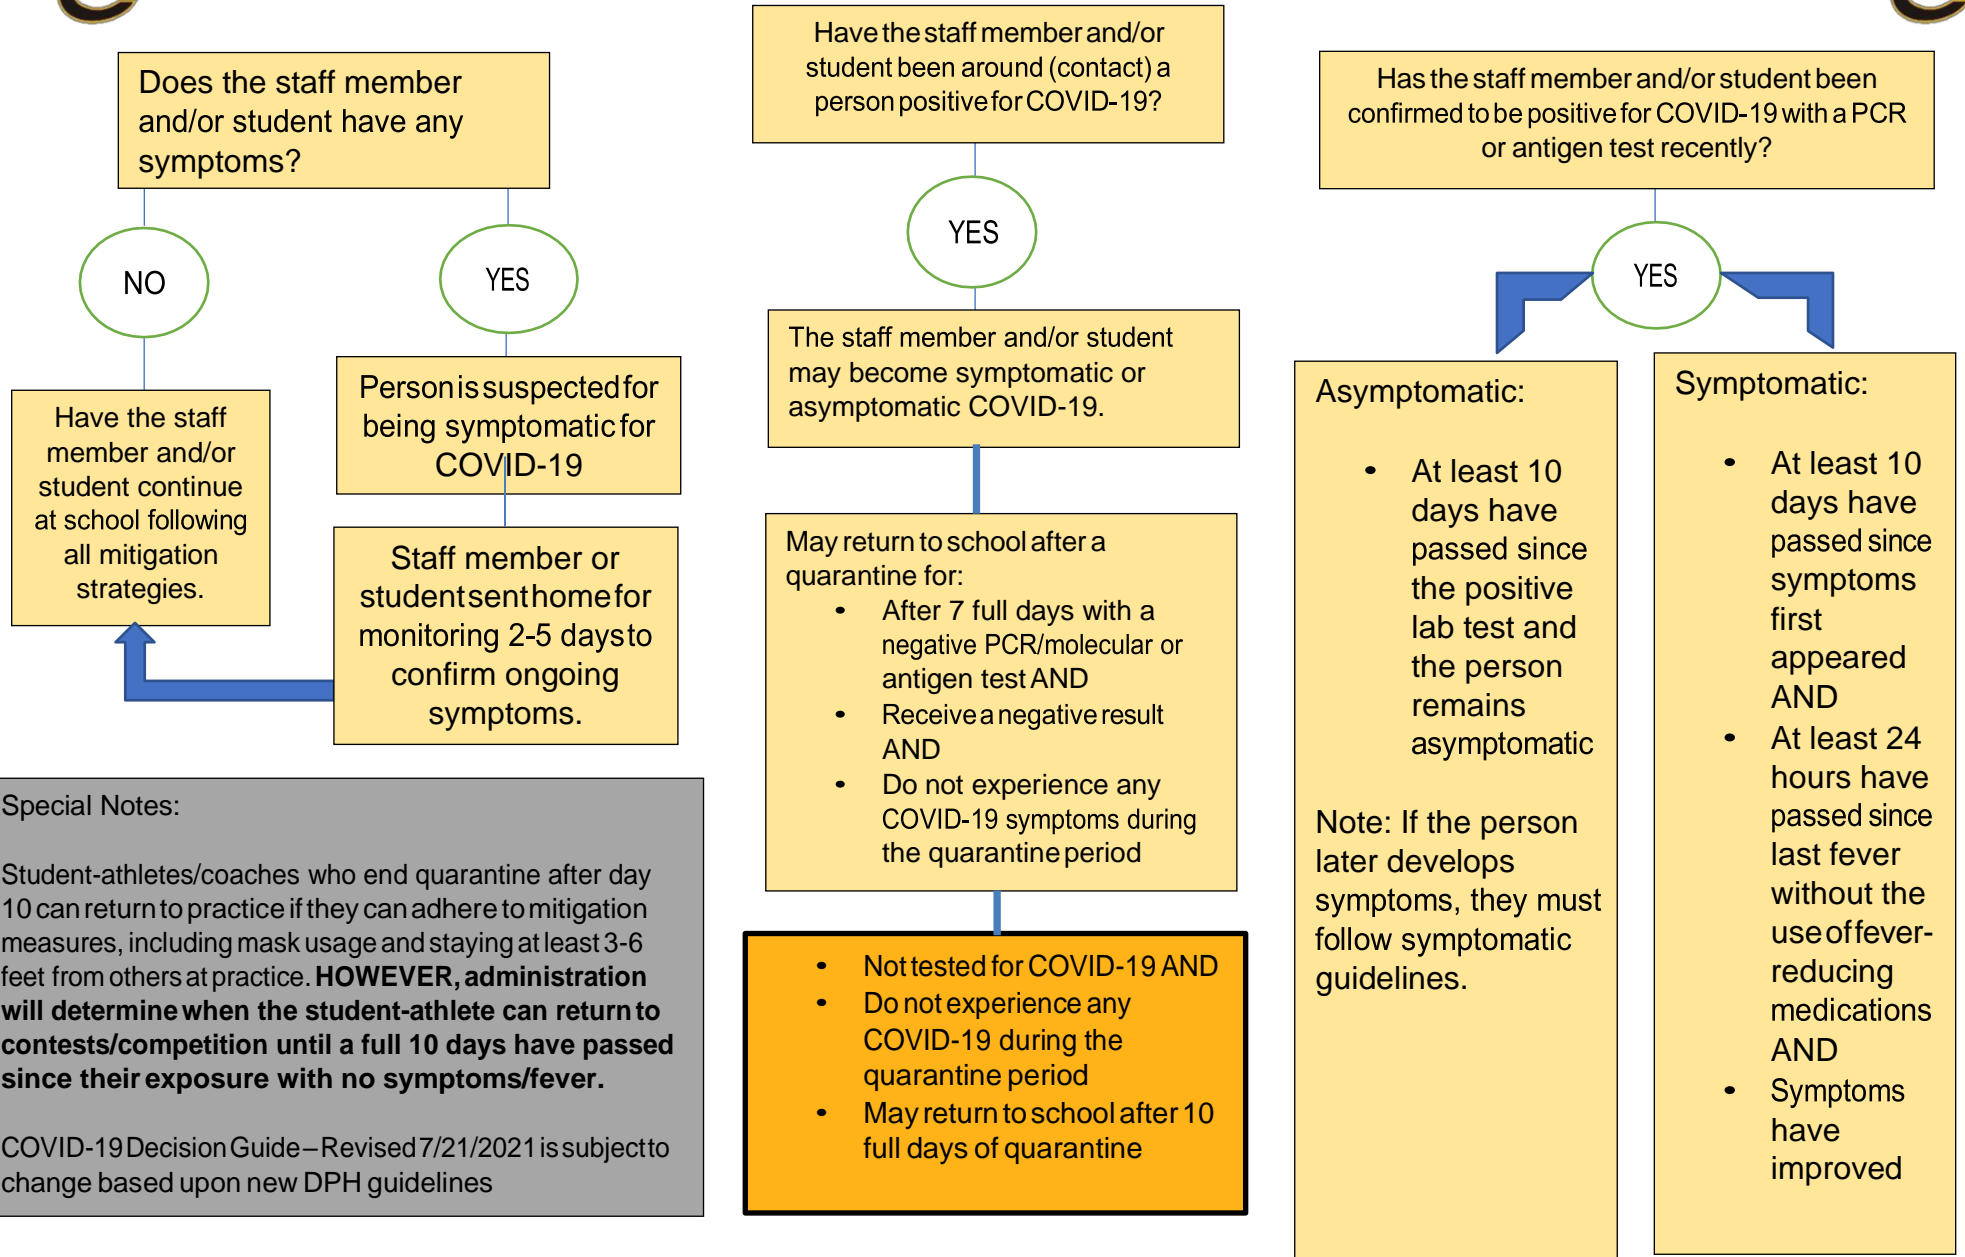 Does the staff member
and/or student have any
symptoms?
NO
YES
Have the staff
member and/or
student continue
at school following
all mitigation
strategies.
Person is suspected for
being symptomatic for
COVID-19
Staff member or
student sent home for
monitoring 2-5 days to
confirm ongoing
symptoms.
Special Notes:
Student-athletes/coaches who end quarantine after day
10 can return to practice if they can adhere to mitigation
measures, including mask usage and staying at least 3-6
feet from others at practice. HOWEVER, administration
will determine when the student-athlete can return to
contests/competition until a full 10 days have passed
since their exposure with no symptoms/fever.
COVID-19 Decision Guide – Revised 7/21/2021 is subject to
change based upon new DPH guidelines
Have the staff member and/or
student been around (contact) a
person positive for COVID-19?
YES
The staff member and/or student
may become symptomatic or
asymptomatic COVID-19.
May return to school after a
quarantine for:
• After 7 full days with a
negative PCR/molecular or
antigen test AND
• Receive a negative result
AND
• Do not experience any
COVID-19 symptoms during
the quarantine period
• Not tested for COVID-19 AND
• Do not experience any
COVID-19 during the
quarantine period
• May return to school after 10
full days of quarantine
Has the staff member and/or student been
confirmed to be positive for COVID-19 with a PCR
or antigen test recently?
YES
Asymptomatic:
• At least 10
days have
passed since
the positive
lab test and
the person
remains
asymptomatic
Note: If the person
later develops
symptoms, they must
follow symptomatic
guidelines.
Symptomatic:
• At least 10
days have
passed since
symptoms
first
appeared
AND
• At least 24
hours have
passed since
last fever
without the
use of fever-
reducing
medications
AND
• Symptoms
have
improved